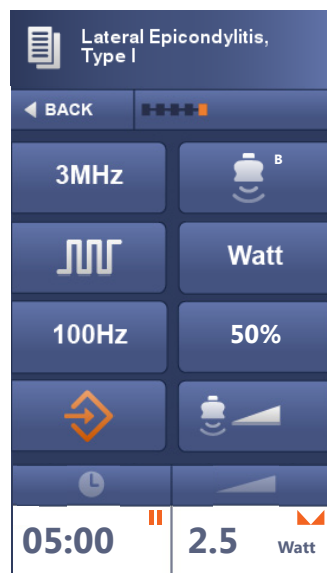 Lateral Epicondylitis,
Type I
BACK
3MHz
B
Watt
100Hz
50%
05:00
2.5 Watt